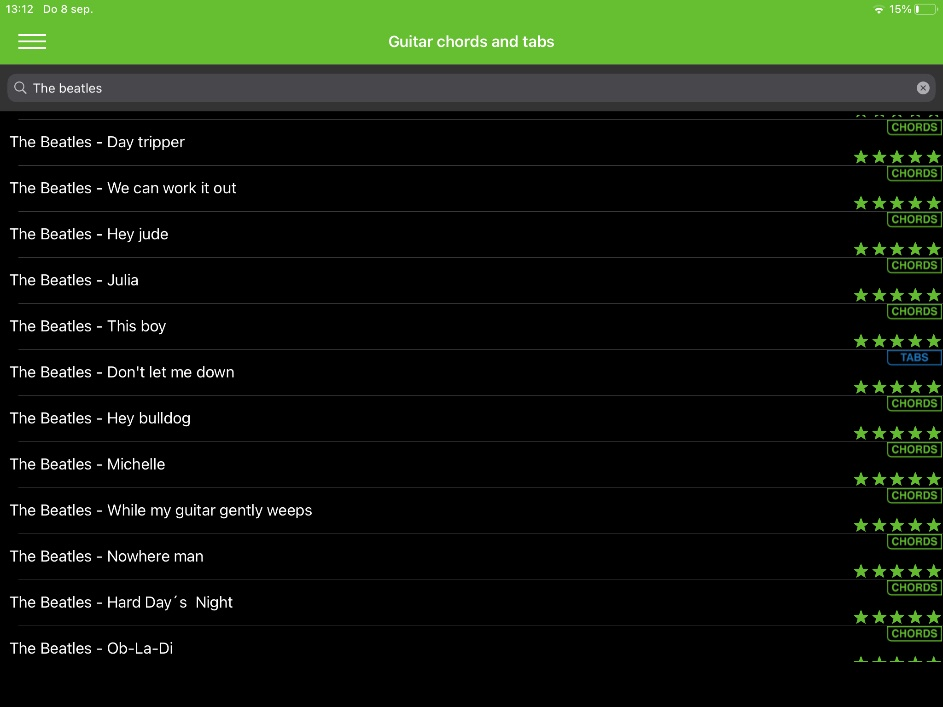 13:12 Do 8 sep.
15%
Guitar chords and tabs
The beatles
CHORDS
The Beatles - Day tripper
CHORDS
The Beatles - We can work it out
CHORDS
The Beatles - Hey jude
CHORDS
The Beatles - Julia
CHORDS
The Beatles - This boy
TABS
The Beatles - Don't let me down
CHORDS
The Beatles - Hey bulldog
CHORDS
The Beatles - Michelle
CHORDS
The Beatles - While my guitar gently weeps
CHORDS
The Beatles - Nowhere man
CHORDS
The Beatles - Hard Day´s  Night
CHORDS
The Beatles - Ob-La-Di